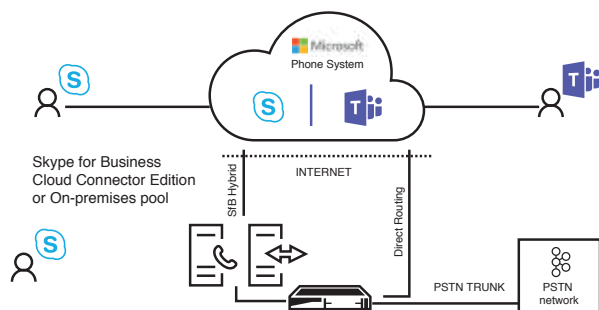 Microsoft
Phone System
S
S
T
T
Skype for Business
Cloud Connector Edition
or On-premises pool
INTERNET
SfB Hybrid
Direct Routing
S
PSTN TRUNK
PSTN
network